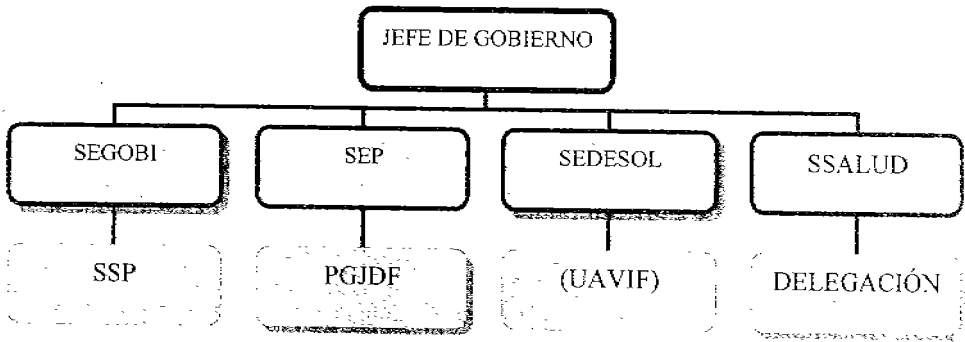 JEFE DE GOBIERNO
SEGOBI
SEP
SEDESOL
SSALUD
SSP
PGJDF
(UAVIF)
DELEGACIÓN